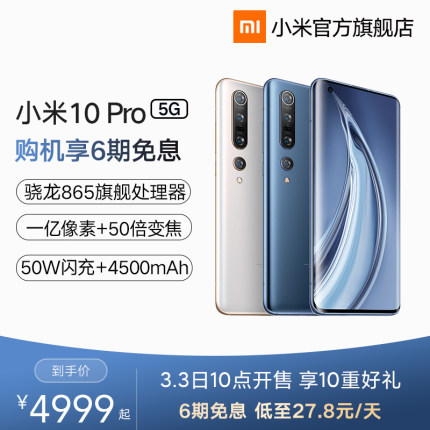 小米官方旗舰店
小米10 Pro 5G
购机享6期免息
骁龙865旗舰处理器
一亿像素+50倍变焦
50W闪充+4500mAh
到手价
¥4999起
3.3日10点开售 享10重好礼
6期免息 低至27.8元/天